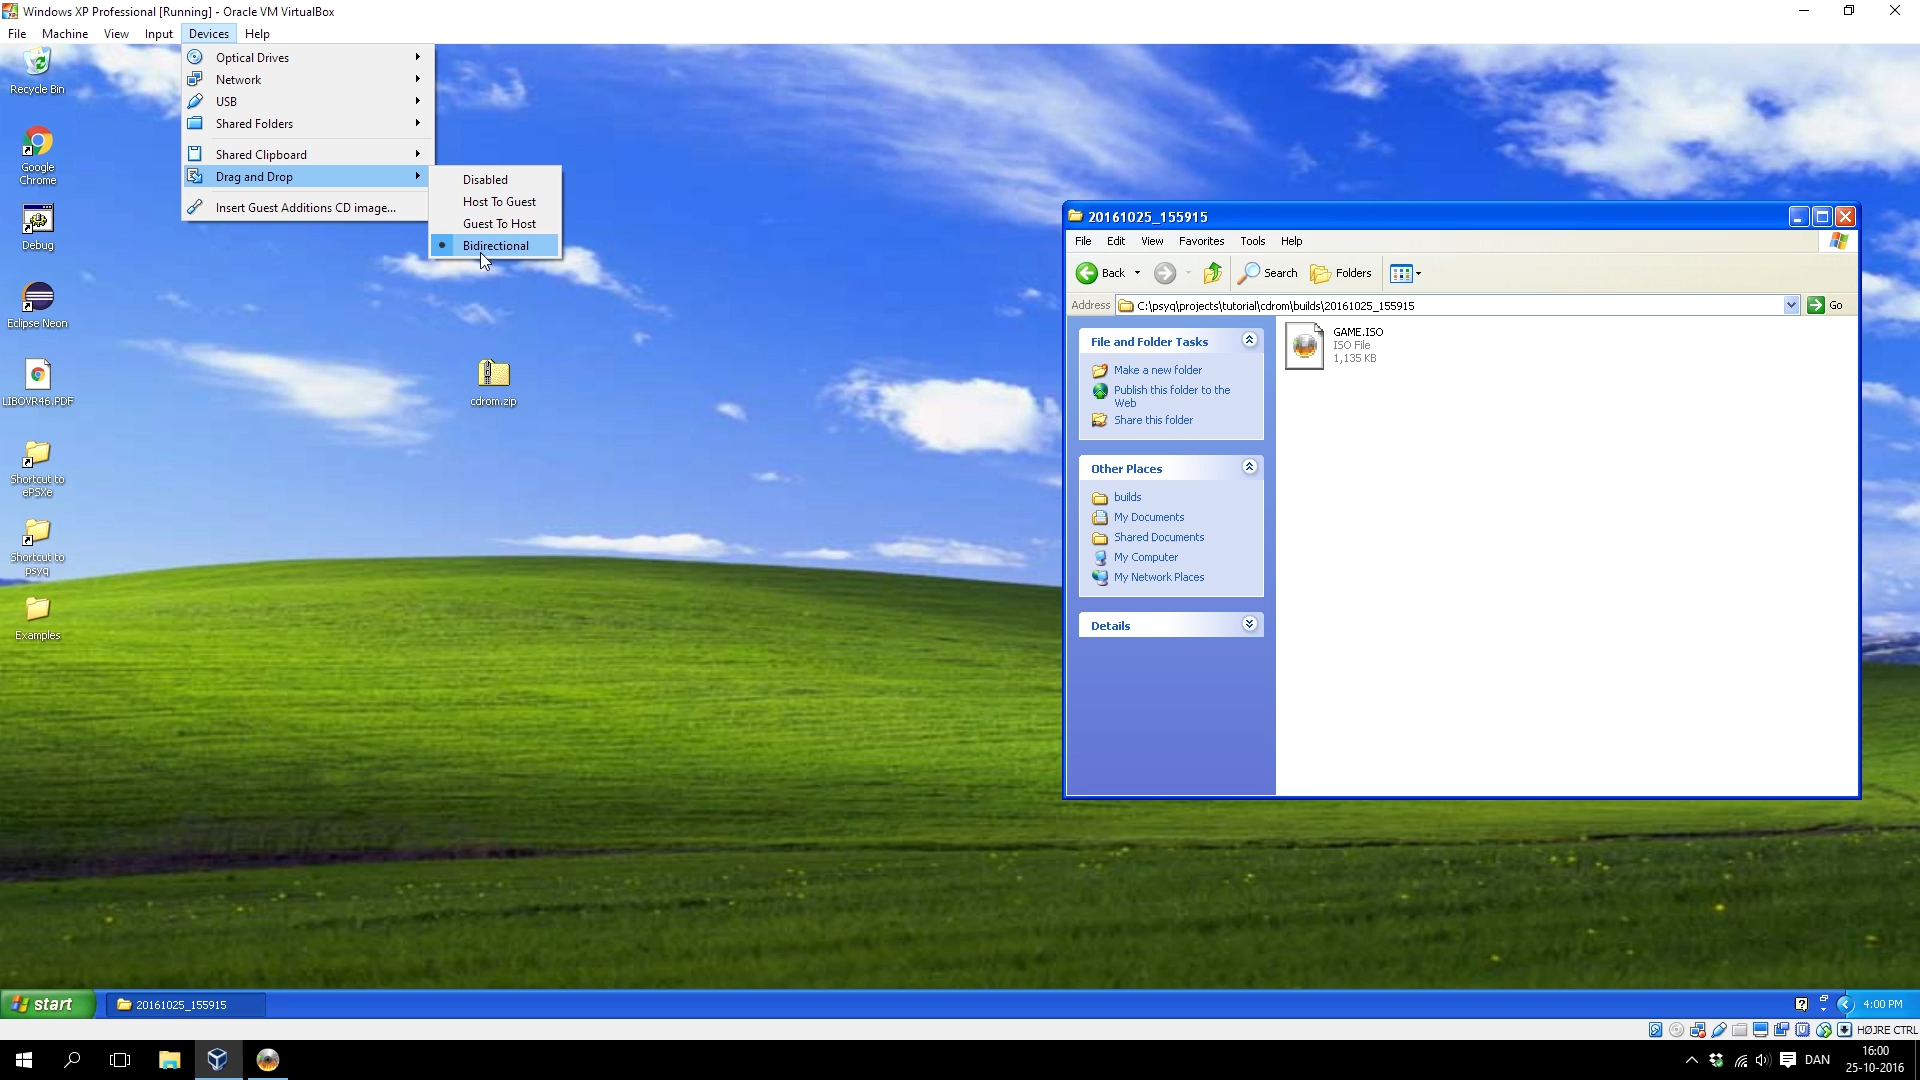 Windows XP Professional [Running] - Oracle VM VirtualBox
File Machine View Input Devices Help
Optical Drives
Network
USB
Shared Folders
Shared Clipboard
Drag and Drop
Insert Guest Additions CD image...
Disabled
Host To Guest
Guest To Host
Bidirectional
Recycle Bin
Google
Chrome
Debug
Eclipse Neon
LIBOVR46.PDF
Shortcut to
ePSXe
Shortcut to
psyq
Examples
cdrom.zip
20161025_155915
File Edit View Favorites Tools Help
Back Search Folders
Address C:\psyq\projects\tutorial\cdrom\builds\20161025_155915 Go
File and Folder Tasks
Make a new folder
Publish this folder to the
Web
Share this folder
Other Places
builds
My Documents
Shared Documents
My Computer
My Network Places
Details
GAME.ISO
ISO File
1,135 KB
start 20161025_155915 4:00 PM
HØJRE CTRL
DAN
16:00
25-10-2016